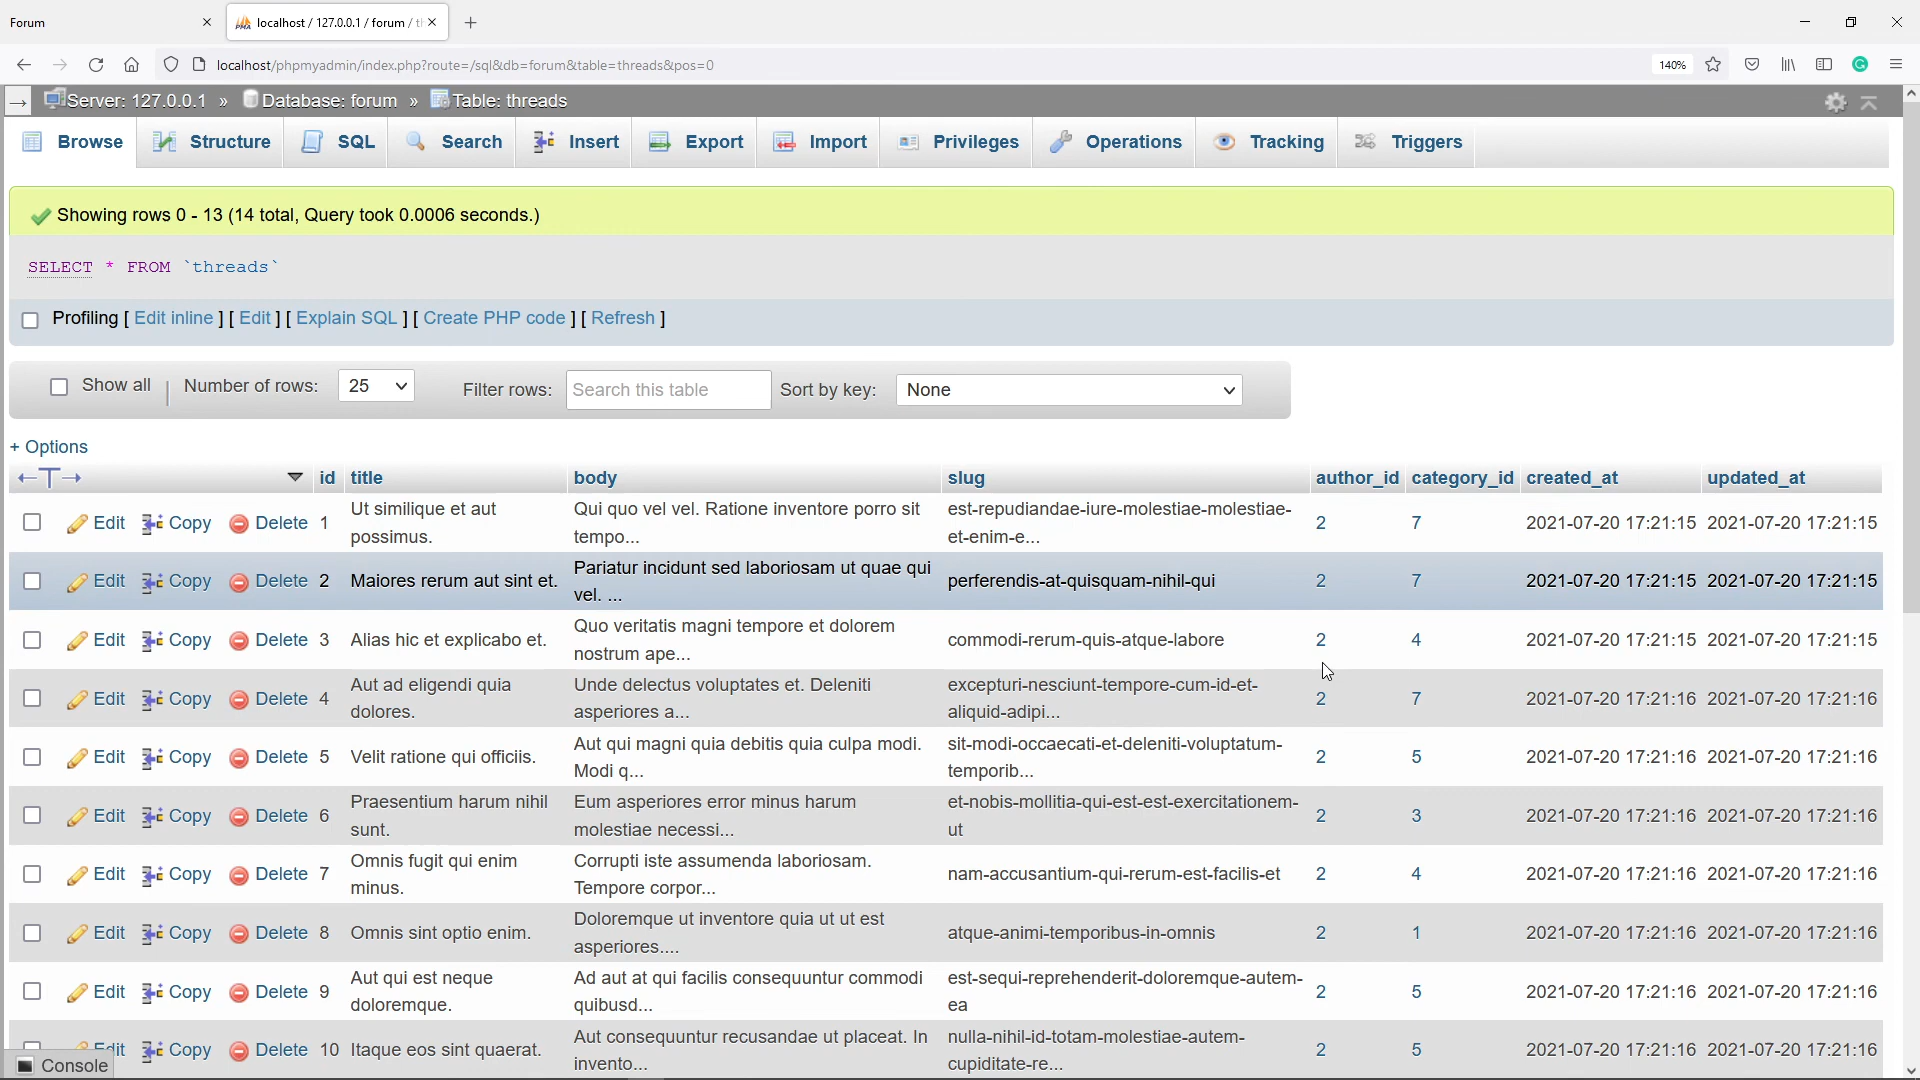 Forum
localhost / 127.0.0.1 / forum / t
localhost/phpmyadmin/index.php?route=/sql&db=forum&table=threads&pos=0
140%
Server: 127.0.0.1 » Database: forum » Table: threads
Browse Structure SQL Search Insert Export Import Privileges Operations Tracking Triggers
Showing rows 0 - 13 (14 total, Query took 0.0006 seconds.)
SELECT * FROM `threads`
Profiling [ Edit inline ] [ Edit ] [ Explain SQL ] [ Create PHP code ] [ Refresh ]
Show all | Number of rows: 25 Filter rows: Search this table Sort by key: None
+ Options
←T→ id title body slug author_id category_id created_at updated_at
Edit Copy Delete 1 Ut similique et aut possimus. Qui quo vel vel. Ratione inventore porro sit tempo... est-repudiandae-iure-molestiae-molestiae-et-enim-e... 2 7 2021-07-20 17:21:15 2021-07-20 17:21:15
Edit Copy Delete 2 Maiores rerum aut sint et. Pariatur incidunt sed laboriosam ut quae qui vel. ... perferendis-at-quisquam-nihil-qui 2 7 2021-07-20 17:21:15 2021-07-20 17:21:15
Edit Copy Delete 3 Alias hic et explicabo et. Quo veritatis magni tempore et dolorem nostrum ape... commodi-rerum-quis-atque-labore 2 4 2021-07-20 17:21:15 2021-07-20 17:21:15
Edit Copy Delete 4 Aut ad eligendi quia dolores. Unde delectus voluptates et. Deleniti asperiores a... excepturi-nesciunt-tempore-cum-id-et-aliquid-adipi... 2 7 2021-07-20 17:21:16 2021-07-20 17:21:16
Edit Copy Delete 5 Velit ratione qui officiis. Aut qui magni quia debitis quia culpa modi. Modi q... sit-modi-occaecati-et-deleniti-voluptatum-temporib... 2 5 2021-07-20 17:21:16 2021-07-20 17:21:16
Edit Copy Delete 6 Praesentium harum nihil sunt. Eum asperiores error minus harum molestiae necessi... et-nobis-mollitia-qui-est-est-exercitationem-ut 2 3 2021-07-20 17:21:16 2021-07-20 17:21:16
Edit Copy Delete 7 Omnis fugit qui enim minus. Corrupti iste assumenda laboriosam. Tempore corpor... nam-accusantium-qui-rerum-est-facilis-et 2 4 2021-07-20 17:21:16 2021-07-20 17:21:16
Edit Copy Delete 8 Omnis sint optio enim. Doloremque ut inventore quia ut ut est asperiores.... atque-animi-temporibus-in-omnis 2 1 2021-07-20 17:21:16 2021-07-20 17:21:16
Edit Copy Delete 9 Aut qui est neque doloremque. Ad aut at qui facilis consequuntur commodi quibusd... est-sequi-reprehenderit-doloremque-autem-ea 2 5 2021-07-20 17:21:16 2021-07-20 17:21:16
Edit Copy Delete 10 Itaque eos sint quaerat. Aut consequuntur recusandae ut placeat. In invento... nulla-nihil-id-totam-molestiae-autem-cupiditate-re... 2 5 2021-07-20 17:21:16 2021-07-20 17:21:16
Console